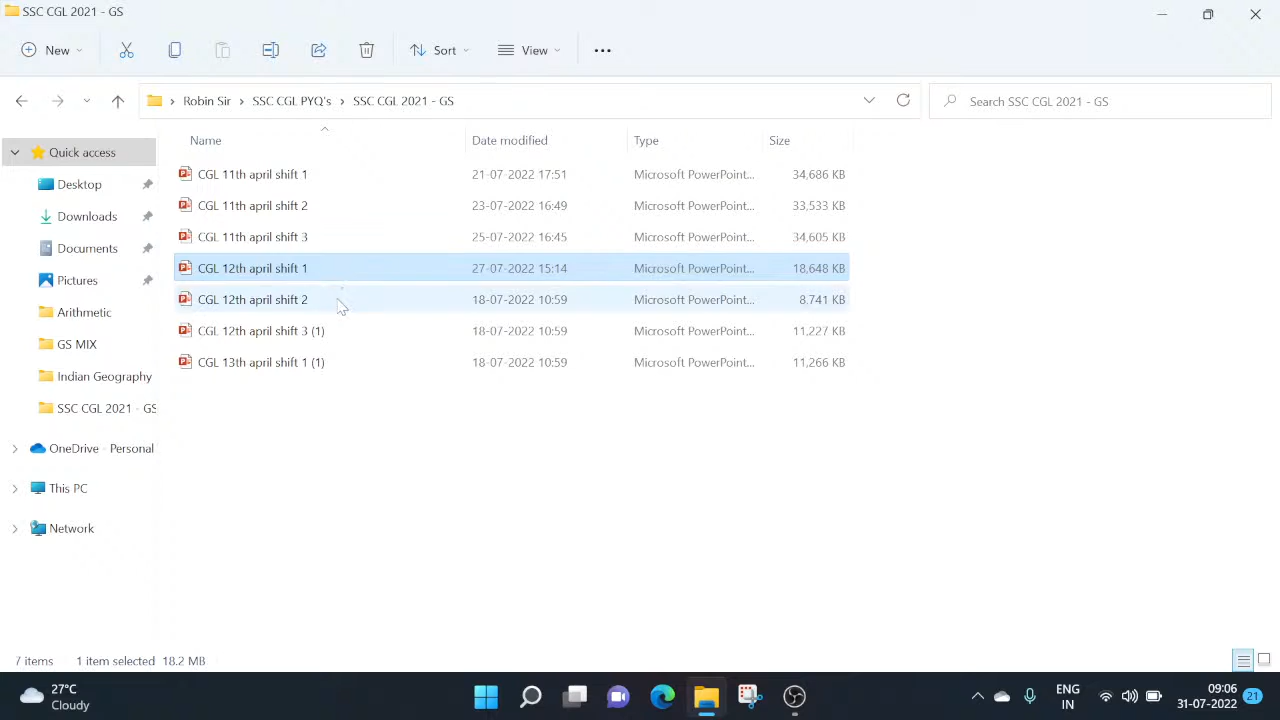 SSC CGL 2021 - GS
New
Sort
View
Robin Sir > SSC CGL PYQ's > SSC CGL 2021 - GS
Search SSC CGL 2021 - GS
Name Date modified Type Size
Quick access
Desktop
Downloads
Documents
Pictures
Arithmetic
GS MIX
Indian Geography
SSC CGL 2021 - GS
OneDrive - Personal
This PC
Network
CGL 11th april shift 1 21-07-2022 17:51 Microsoft PowerPoint... 34,686 KB
CGL 11th april shift 2 23-07-2022 16:49 Microsoft PowerPoint... 33,533 KB
CGL 11th april shift 3 25-07-2022 16:45 Microsoft PowerPoint... 34,605 KB
CGL 12th april shift 1 27-07-2022 15:14 Microsoft PowerPoint... 18,648 KB
CGL 12th april shift 2 18-07-2022 10:59 Microsoft PowerPoint... 8,741 KB
CGL 12th april shift 3 (1) 18-07-2022 10:59 Microsoft PowerPoint... 11,227 KB
CGL 13th april shift 1 (1) 18-07-2022 10:59 Microsoft PowerPoint... 11,266 KB
7 items 1 item selected 18.2 MB
27°C
Cloudy
ENG
IN
09:06
31-07-2022
21